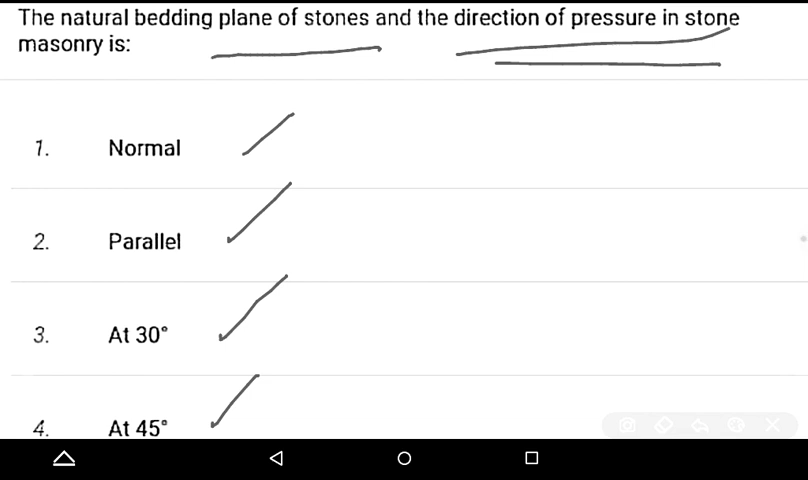 The natural bedding plane of stones and the direction of pressure in stone
masonry is:
1. Normal
2. Parallel
3. At 30°
4. At 45°